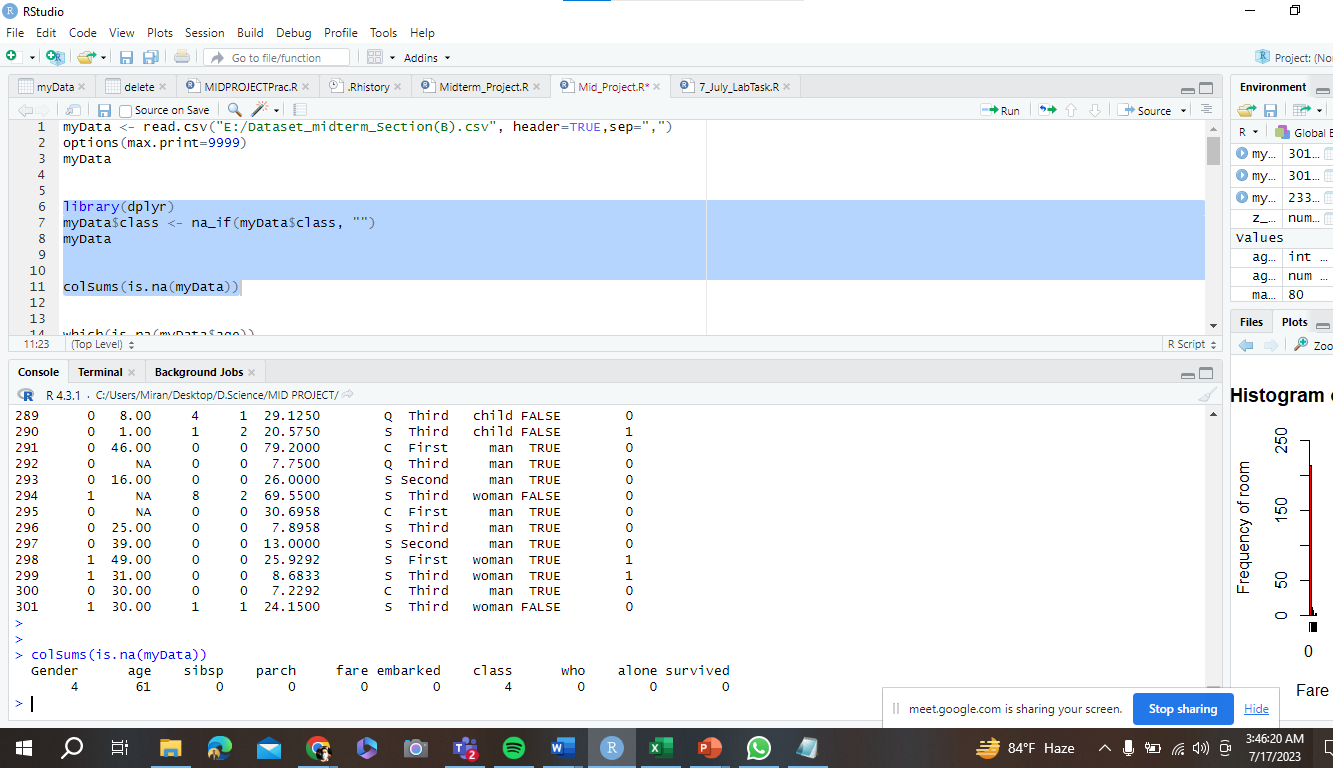 RStudio
File Edit Code View Plots Session Build Debug Profile Tools Help
Go to file/function Addins Project: (No
myData delete MIDPROJECTPrac.R .Rhistory Midterm_Project.R Mid_Project.R* 7_July_LabTask.R
Source on Save Run Source
1 myData <- read.csv("E:/Dataset_midterm_Section(B).csv", header=TRUE,sep=",")
2 options(max.print=9999)
3 myData
4
5
6 library(dplyr)
7 myData$class <- na_if(myData$class, "")
8 myData
9
10
11 colSums(is.na(myData))
12
13
14 which(is.na(myData$age))
11:23 (Top Level) R Script
Console Terminal Background Jobs
R 4.3.1 · C:/Users/Miran/Desktop/D.Science/MID PROJECT/
289 0 8.00 4 1 29.1250 Q Third child FALSE 0
290 0 1.00 1 2 20.5750 S Third child FALSE 1
291 0 46.00 0 0 79.2000 C First man TRUE 0
292 0 NA 0 0 7.7500 Q Third man TRUE 0
293 0 16.00 0 0 26.0000 S Second man TRUE 0
294 1 NA 8 2 69.5500 S Third woman FALSE 0
295 0 NA 0 0 30.6958 C First man TRUE 0
296 0 25.00 0 0 7.8958 S Third man TRUE 0
297 0 39.00 0 0 13.0000 S Second man TRUE 0
298 1 49.00 0 0 25.9292 S First woman TRUE 1
299 1 31.00 0 0 8.6833 S Third woman TRUE 1
300 0 30.00 0 0 7.2292 C Third man TRUE 0
301 1 30.00 1 1 24.1500 S Third woman FALSE 0
>
>
> colSums(is.na(myData))
Gender age sibsp parch fare embarked class who alone survived
4 61 0 0 0 0 4 0 0 0
>
Environment
R Global E
my... 301...
my... 301...
my... 233...
z_... num...
Values
ag... int ...
ag... num ...
ma... 80
Files Plots
Zoo
Histogram o
Frequency of room
0 50 150 250
0
Fare
meet.google.com is sharing your screen. Stop sharing Hide
2
84°F Haze
3:46:20 AM
7/17/2023